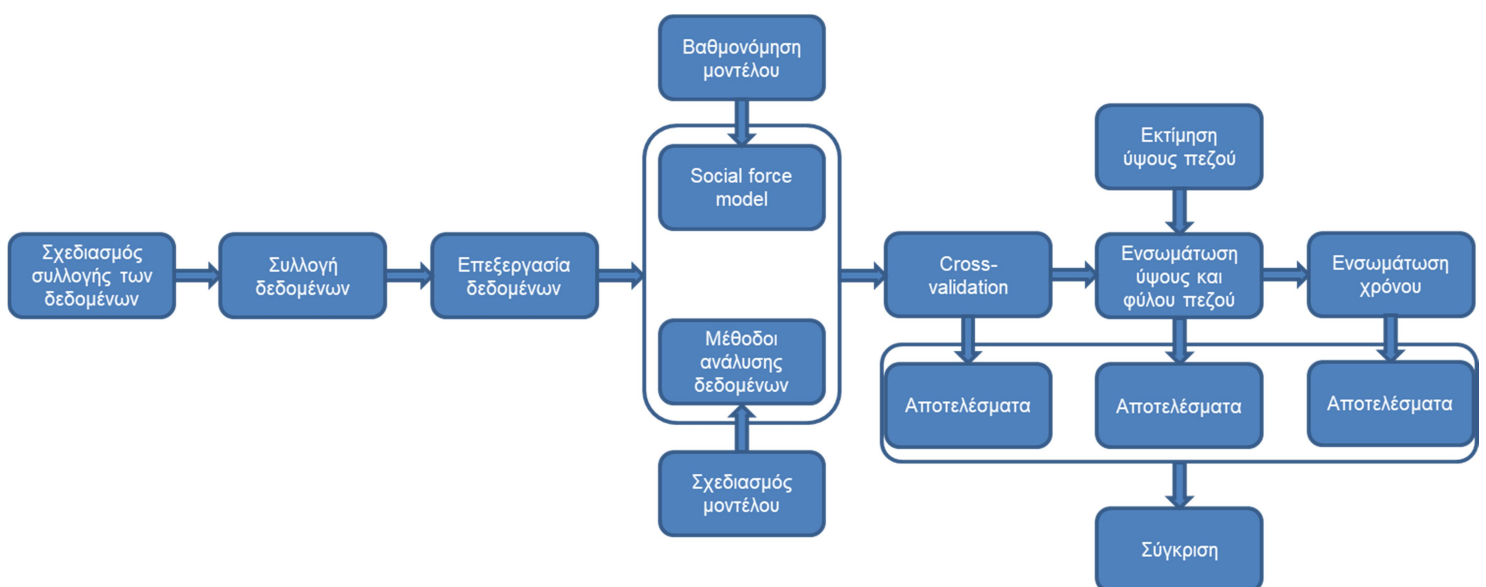 Βαθμονόμηση
μοντέλου
Social force
model
Σχεδιασμός
συλλογής των
δεδομένων
Συλλογή
δεδομένων
Επεξεργασία
δεδομένων
Μέθοδοι
ανάλυσης
δεδομένων
Σχεδιασμός
μοντέλου
Cross-
validation
Εκτίμηση
ύψους πεζού
Ενσωμάτωση
ύψους και
φύλου πεζού
Ενσωμάτωση
χρόνου
Αποτελέσματα
Αποτελέσματα
Αποτελέσματα
Σύγκριση